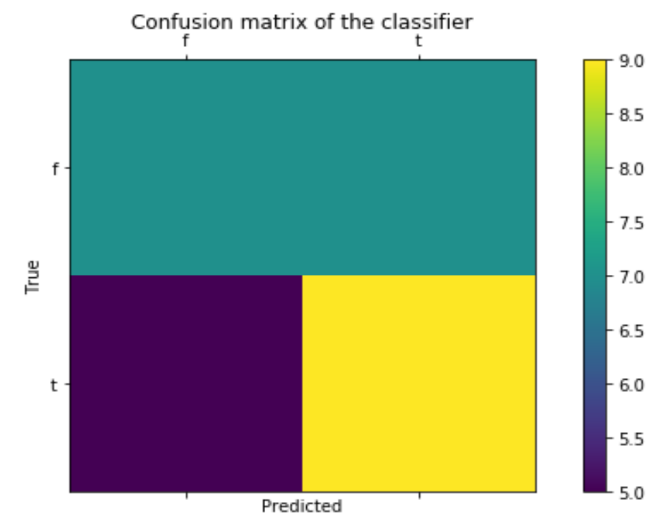 Confusion matrix of the classifier
f t
f
t
True
Predicted
9.0
8.5
8.0
7.5
7.0
6.5
6.0
5.5
5.0